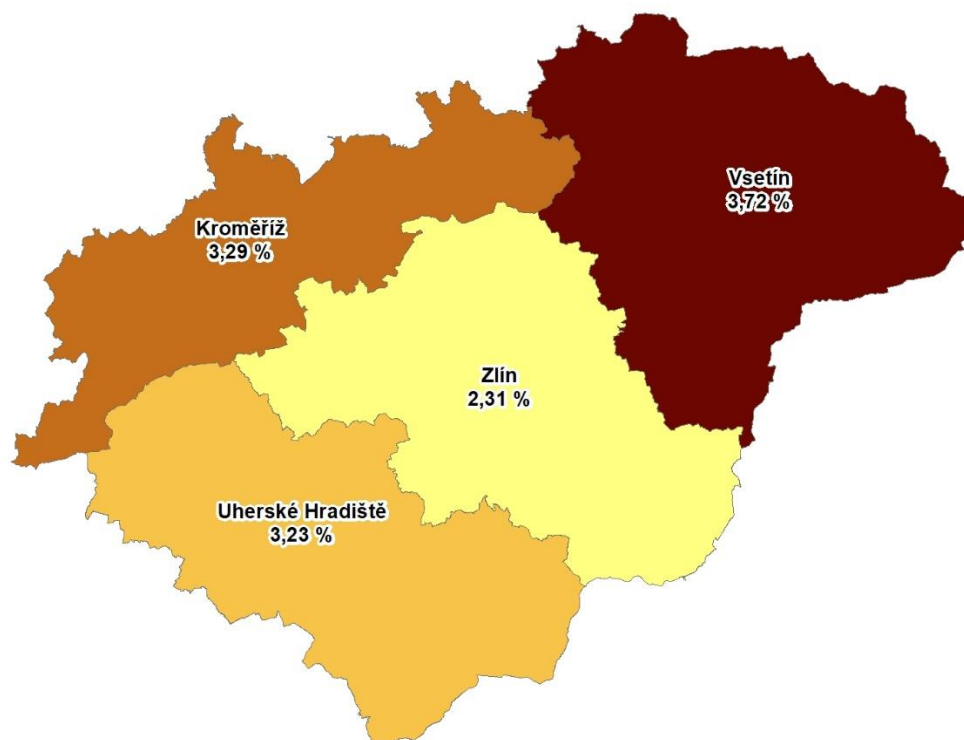 Vsetín
3,72 %
Kroměříž
3,29 %
Zlín
2,31 %
Uherské Hradiště
3,23 %